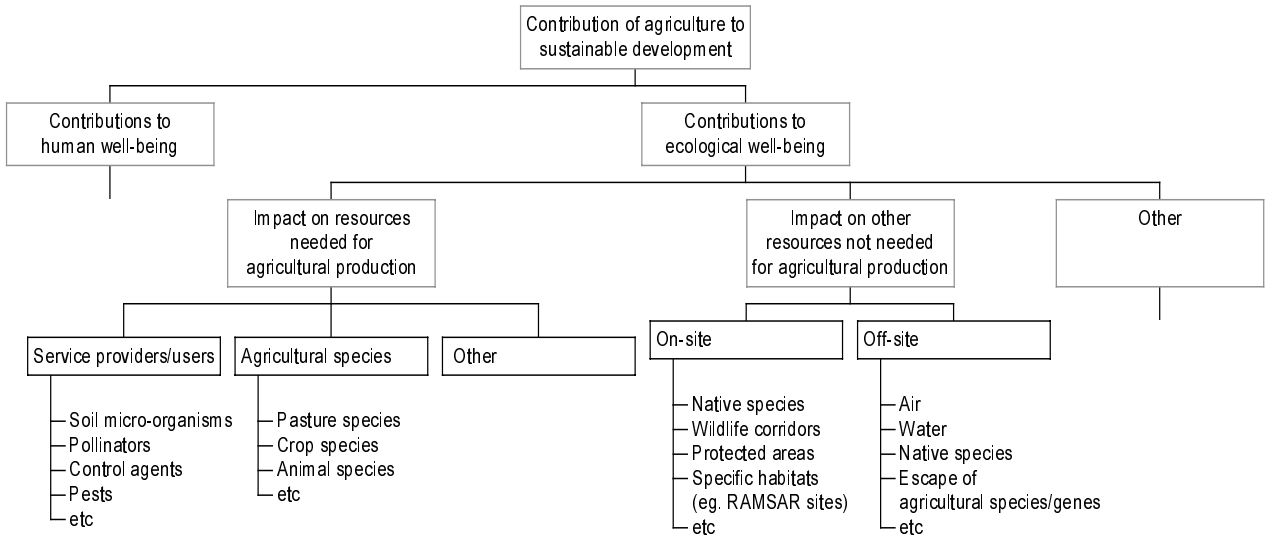 Contribution of agriculture to
sustainable development
Contributions to
human well-being
Contributions to
ecological well-being
Impact on resources
needed for
agricultural production
Impact on other
resources not needed
for agricultural production
Other
Service providers/users
Agricultural species
Other
On-site
Off-site
Soil micro-organisms
Pollinators
Control agents
Pests
etc
Pasture species
Crop species
Animal species
etc
Native species
Wildlife corridors
Protected areas
Specific habitats
(eg. RAMSAR sites)
etc
Air
Water
Native species
Escape of
agricultural species/genes
etc